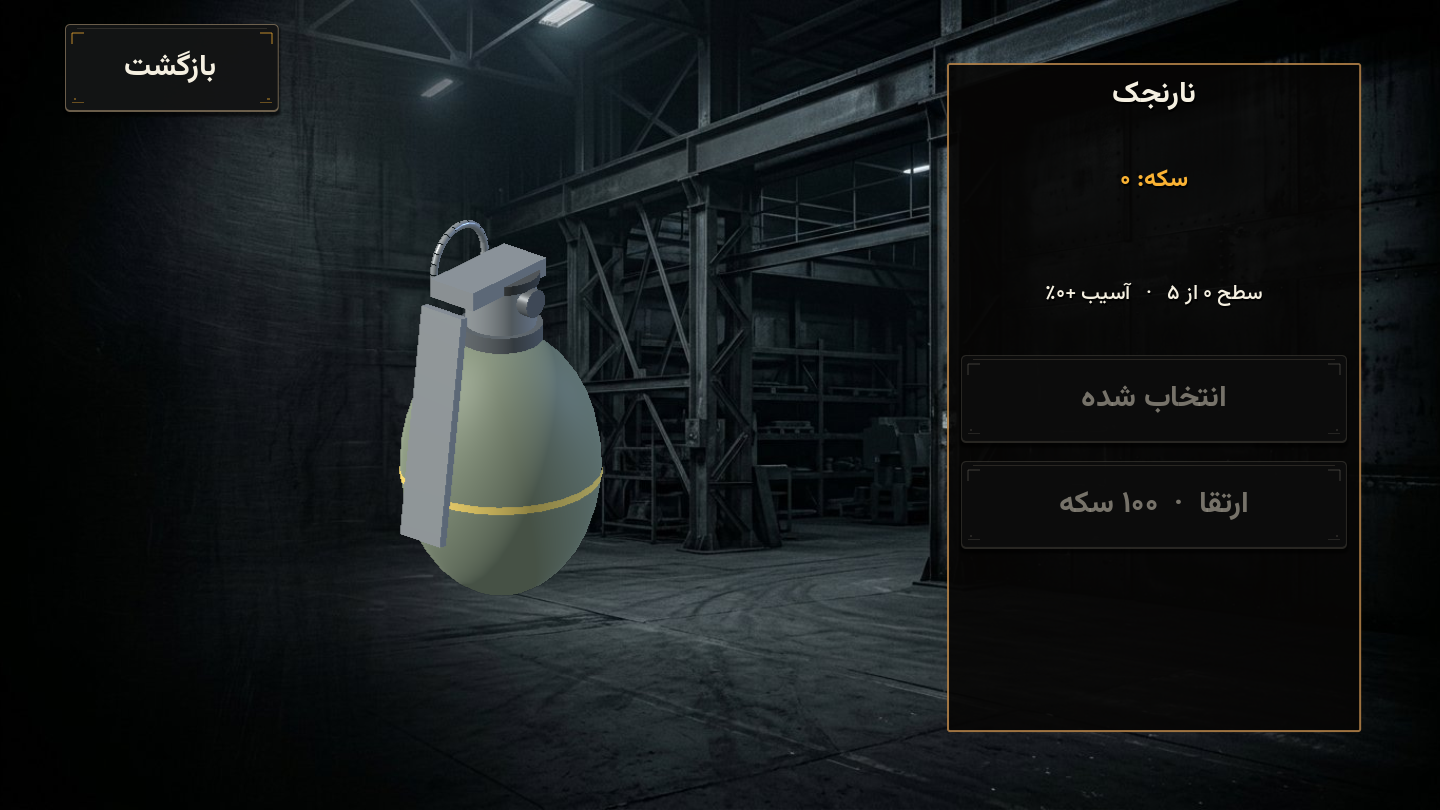 بازگشت
نارنجک
سکه: ۰
سطح ۰ از ۵ · آسیب +۰٪
انتخاب شده
ارتقا · ۱۰۰ سکه